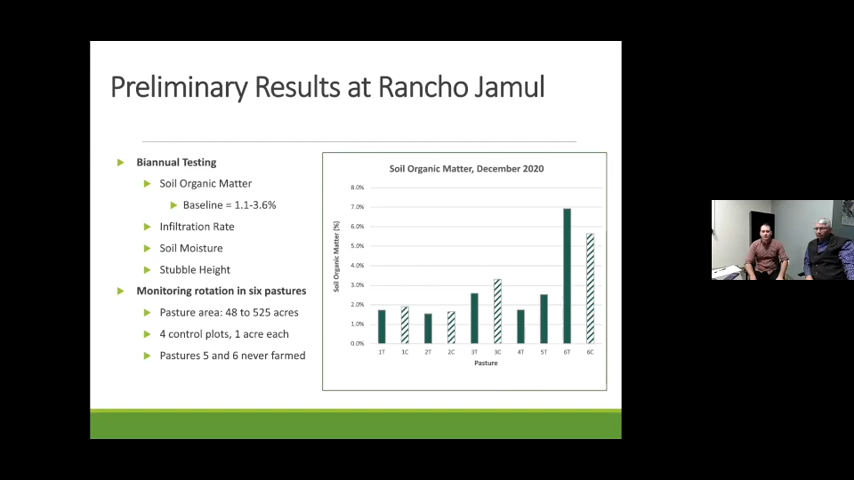 Preliminary Results at Rancho Jamul
Biannual Testing
Soil Organic Matter
Baseline = 1.1-3.6%
Infiltration Rate
Soil Moisture
Stubble Height
Monitoring rotation in six pastures
Pasture area: 48 to 525 acres
4 control plots, 1 acre each
Pastures 5 and 6 never farmed
Soil Organic Matter, December 2020
Soil Organic Matter (%)
8.0%
7.0%
6.0%
5.0%
4.0%
3.0%
2.0%
1.0%
0.0%
1T 1C 2T 2C 3T 3C 4T 5T 6T 6C
Pasture